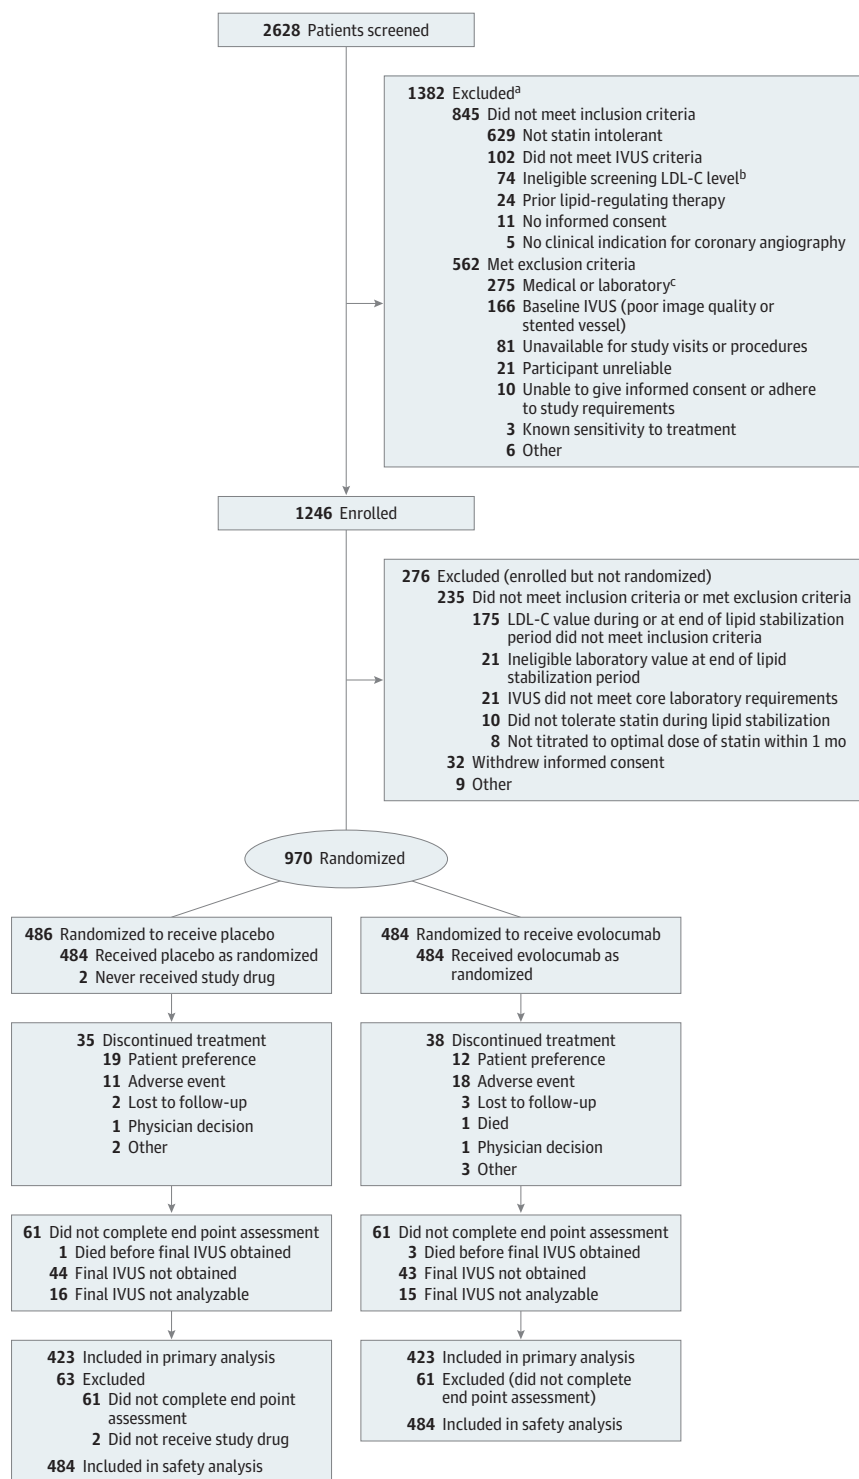 2628 Patients screened
1382 Excludedᵃ
845 Did not meet inclusion criteria
629 Not statin intolerant
102 Did not meet IVUS criteria
74 Ineligible screening LDL-C levelᵇ
24 Prior lipid-regulating therapy
11 No informed consent
5 No clinical indication for coronary angiography
562 Met exclusion criteria
275 Medical or laboratoryᶜ
166 Baseline IVUS (poor image quality or
stented vessel)
81 Unavailable for study visits or procedures
21 Participant unreliable
10 Unable to give informed consent or adhere
to study requirements
3 Known sensitivity to treatment
6 Other
1246 Enrolled
276 Excluded (enrolled but not randomized)
235 Did not meet inclusion criteria or met exclusion criteria
175 LDL-C value during or at end of lipid stabilization
period did not meet inclusion criteria
21 Ineligible laboratory value at end of lipid
stabilization period
21 IVUS did not meet core laboratory requirements
10 Did not tolerate statin during lipid stabilization
8 Not titrated to optimal dose of statin within 1 mo
32 Withdrew informed consent
9 Other
970 Randomized
486 Randomized to receive placebo
484 Received placebo as randomized
2 Never received study drug
484 Randomized to receive evolocumab
484 Received evolocumab as
randomized
35 Discontinued treatment
19 Patient preference
11 Adverse event
2 Lost to follow-up
1 Physician decision
2 Other
38 Discontinued treatment
12 Patient preference
18 Adverse event
3 Lost to follow-up
1 Died
1 Physician decision
3 Other
61 Did not complete end point assessment
1 Died before final IVUS obtained
44 Final IVUS not obtained
16 Final IVUS not analyzable
61 Did not complete end point assessment
3 Died before final IVUS obtained
43 Final IVUS not obtained
15 Final IVUS not analyzable
423 Included in primary analysis
63 Excluded
61 Did not complete end point
assessment
2 Did not receive study drug
484 Included in safety analysis
423 Included in primary analysis
61 Excluded (did not complete
end point assessment)
484 Included in safety analysis